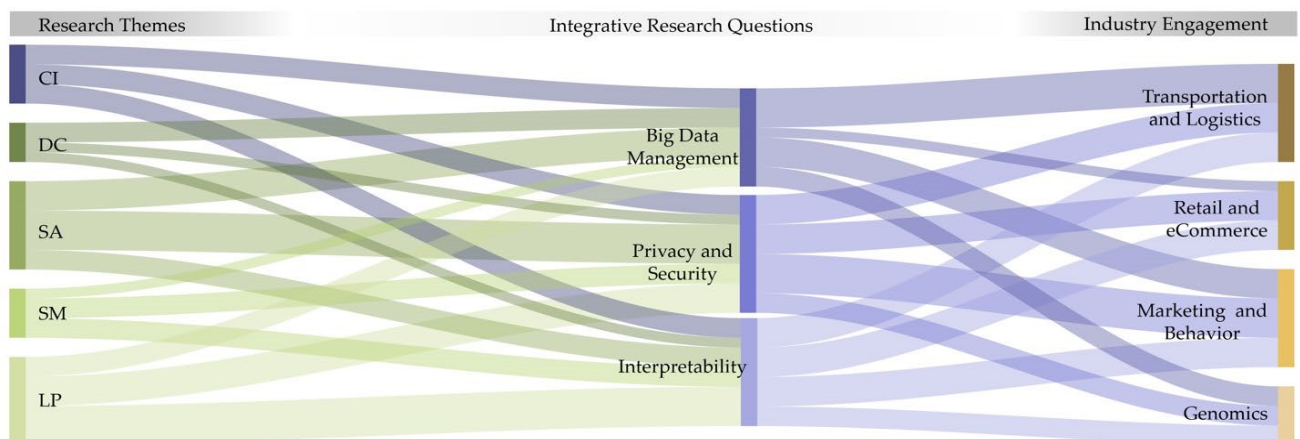 Research Themes
Integrative Research Questions
Industry Engagement
CI
DC
SA
SM
LP
Big Data
Management
Privacy and
Security
Interpretability
Transportation
and Logistics
Retail and
eCommerce
Marketing and
Behavior
Genomics